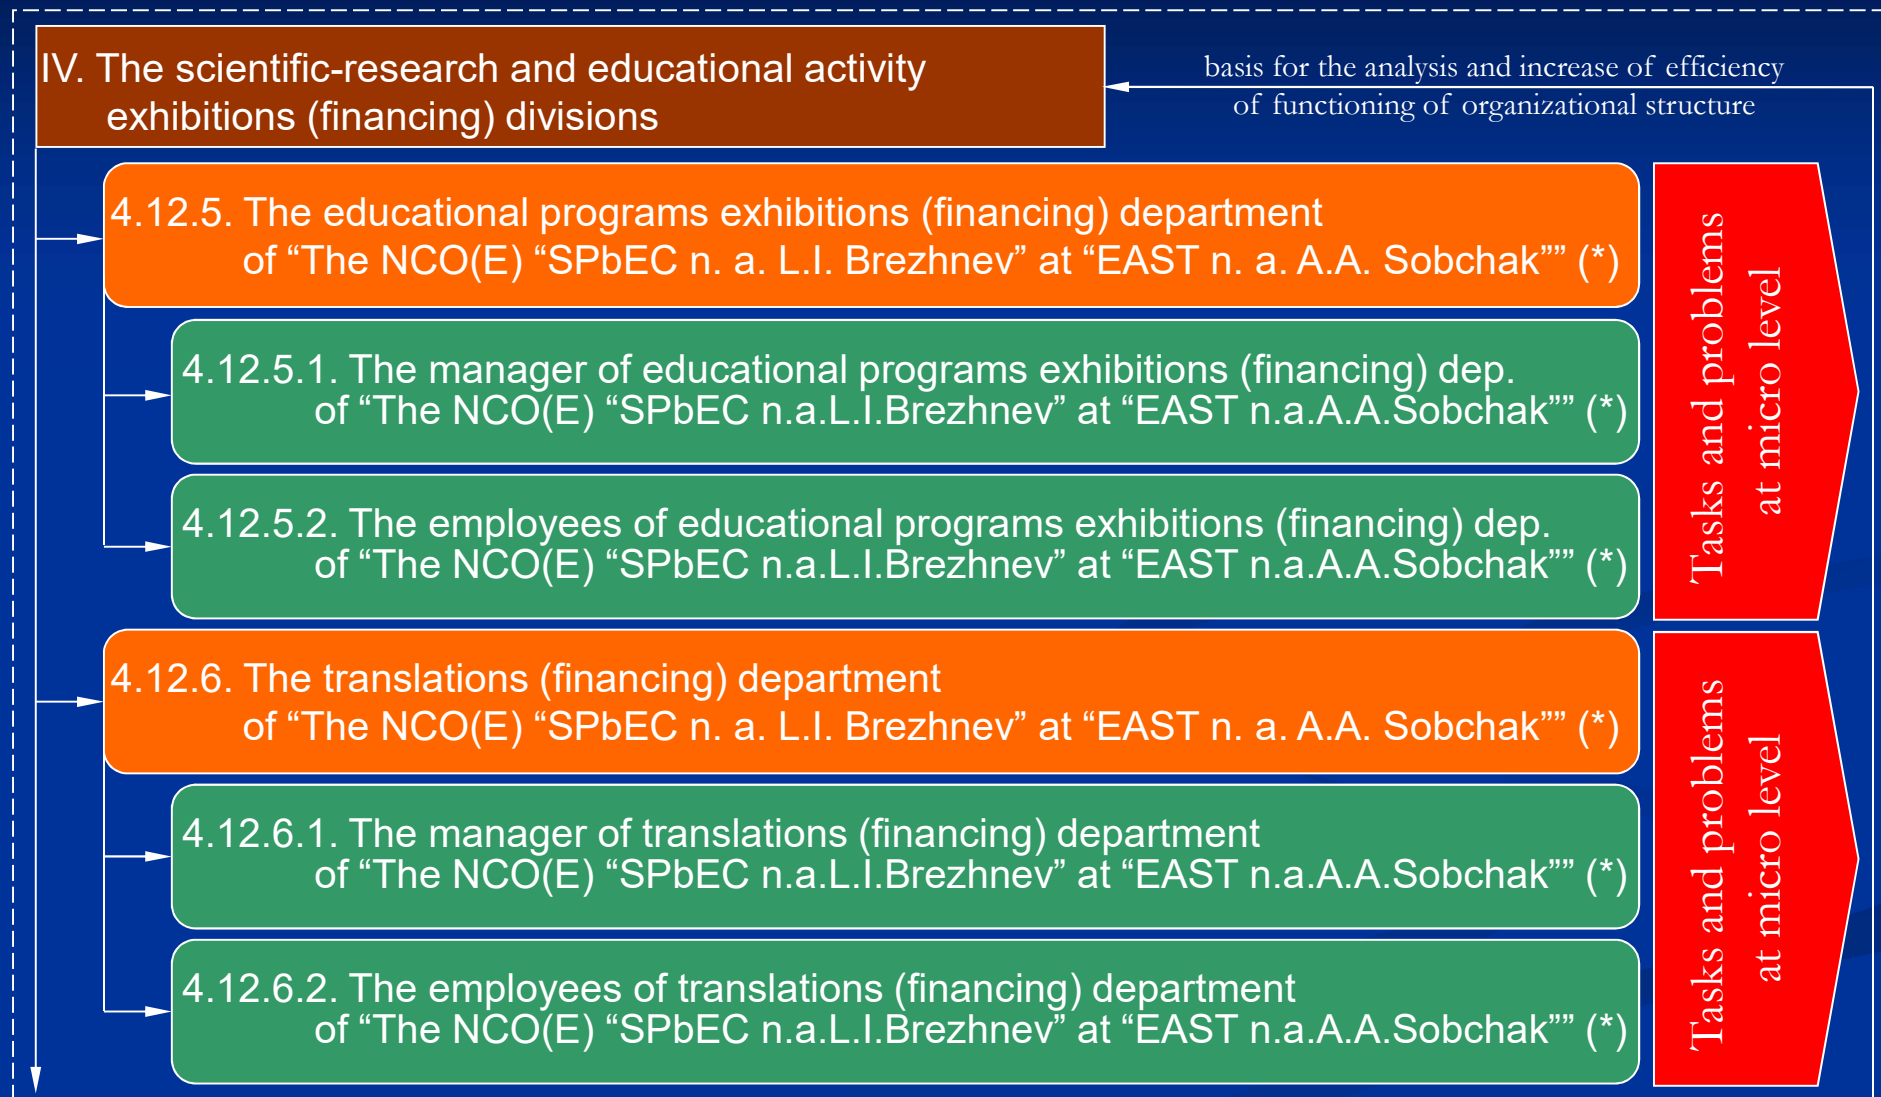 IV. The scientific-research and educational activity
exhibitions (financing) divisions
basis for the analysis and increase of efficiency
of functioning of organizational structure
4.12.5. The educational programs exhibitions (financing) department
of “The NCO(E) “SPbEC n. a. L.I. Brezhnev” at “EAST n. a. A.A. Sobchak”” (*)
4.12.5.1. The manager of educational programs exhibitions (financing) dep.
of “The NCO(E) “SPbEC n.a.L.I.Brezhnev” at “EAST n.a.A.A.Sobchak”” (*)
4.12.5.2. The employees of educational programs exhibitions (financing) dep.
of “The NCO(E) “SPbEC n.a.L.I.Brezhnev” at “EAST n.a.A.A.Sobchak”” (*)
Tasks and problems
at micro level
4.12.6. The translations (financing) department
of “The NCO(E) “SPbEC n. a. L.I. Brezhnev” at “EAST n. a. A.A. Sobchak”” (*)
4.12.6.1. The manager of translations (financing) department
of “The NCO(E) “SPbEC n.a.L.I.Brezhnev” at “EAST n.a.A.A.Sobchak”” (*)
4.12.6.2. The employees of translations (financing) department
of “The NCO(E) “SPbEC n.a.L.I.Brezhnev” at “EAST n.a.A.A.Sobchak”” (*)
Tasks and problems
at micro level